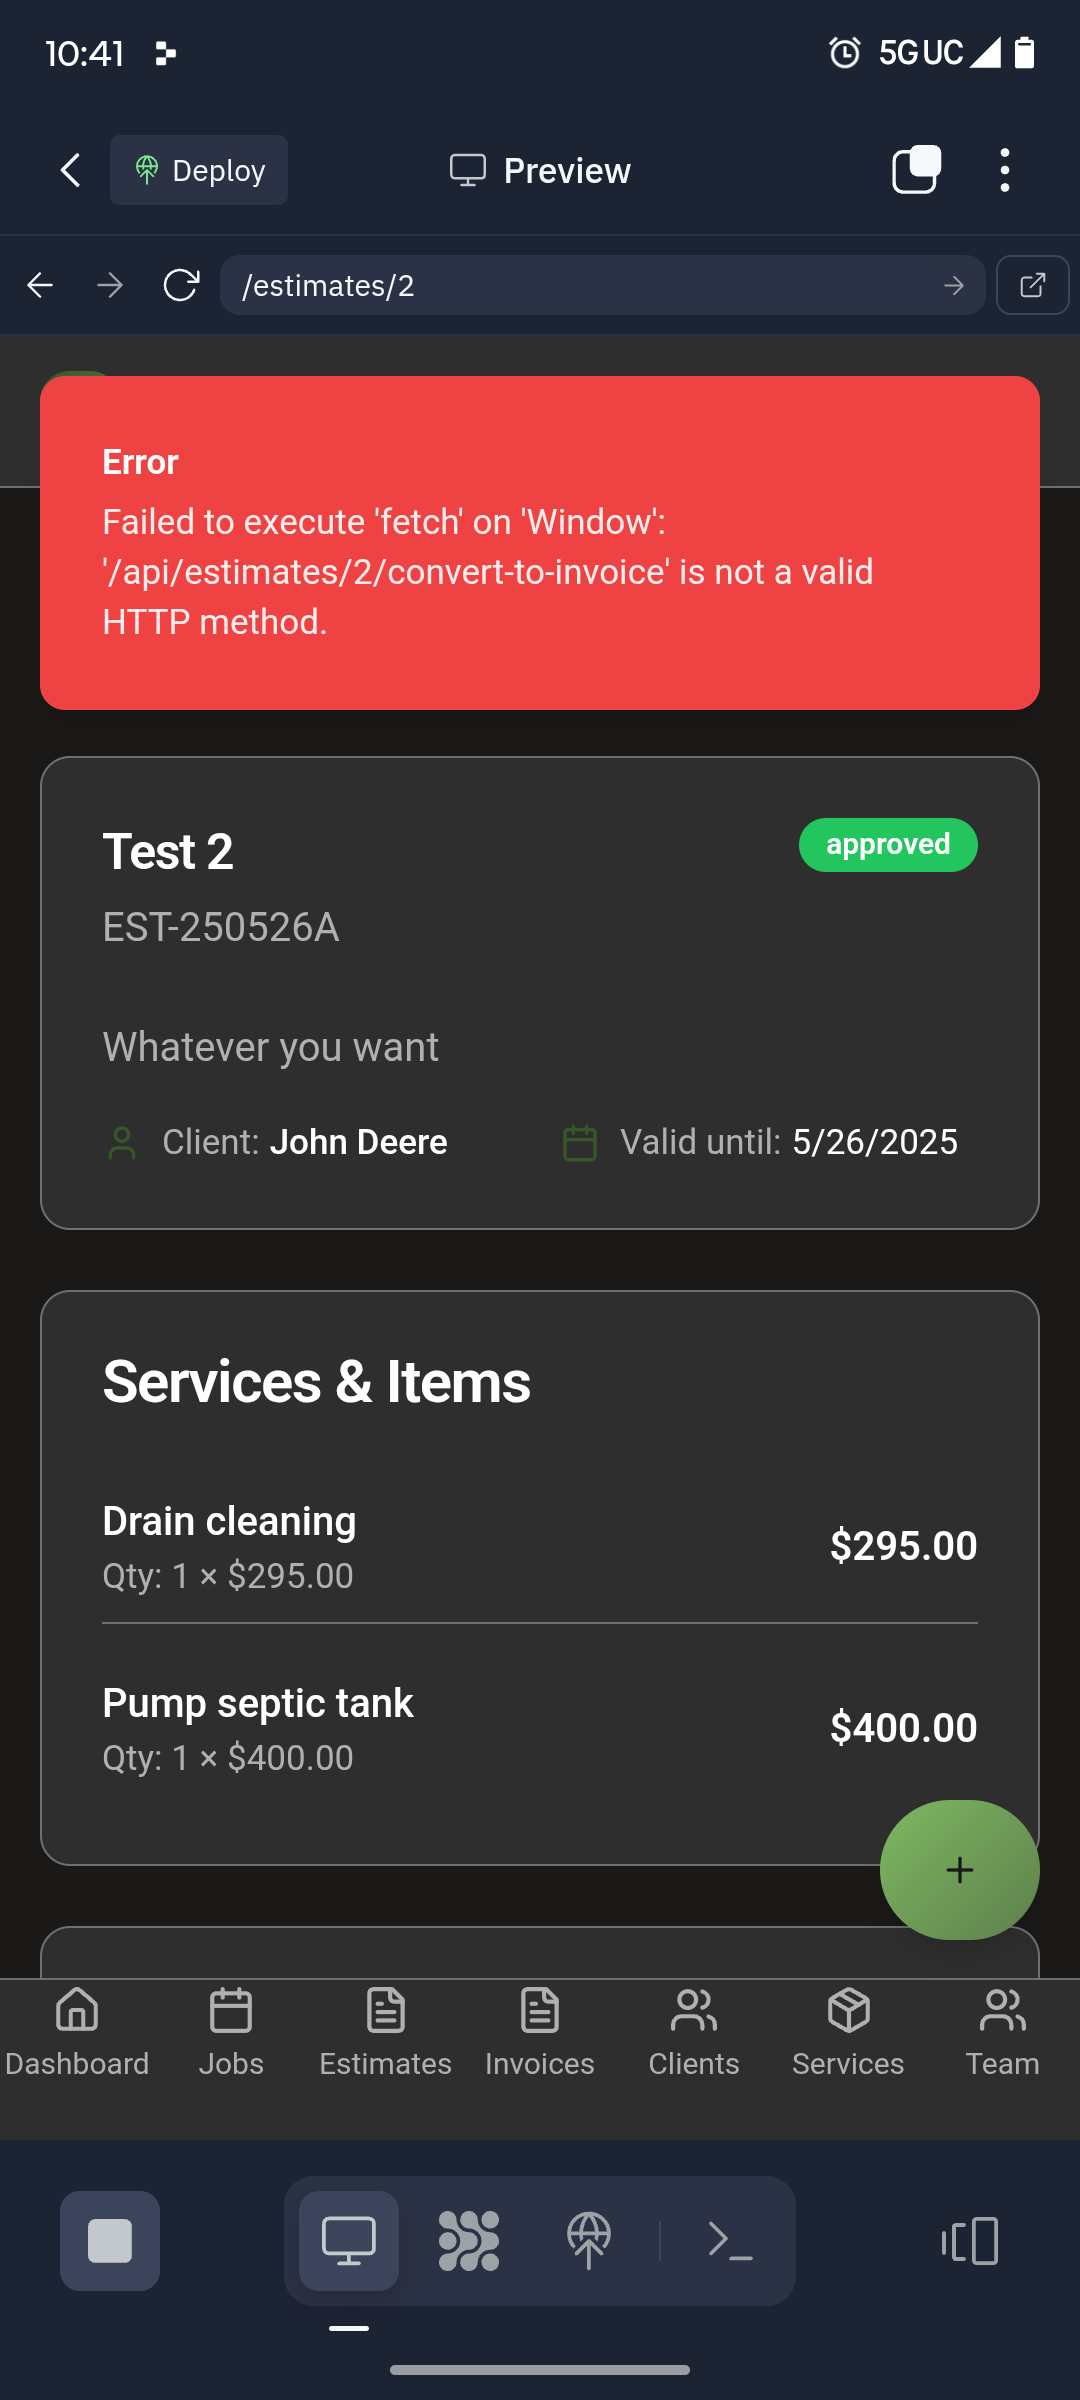 10:41
5G UC
Deploy
Preview
/estimates/2
Error
Failed to execute 'fetch' on 'Window':
'/api/estimates/2/convert-to-invoice' is not a valid
HTTP method.
Test 2
approved
EST-250526A
Whatever you want
Client: John Deere
Valid until: 5/26/2025
Services & Items
Drain cleaning
Qty: 1 × $295.00
$295.00
Pump septic tank
Qty: 1 × $400.00
$400.00
Dashboard
Jobs
Estimates
Invoices
Clients
Services
Team